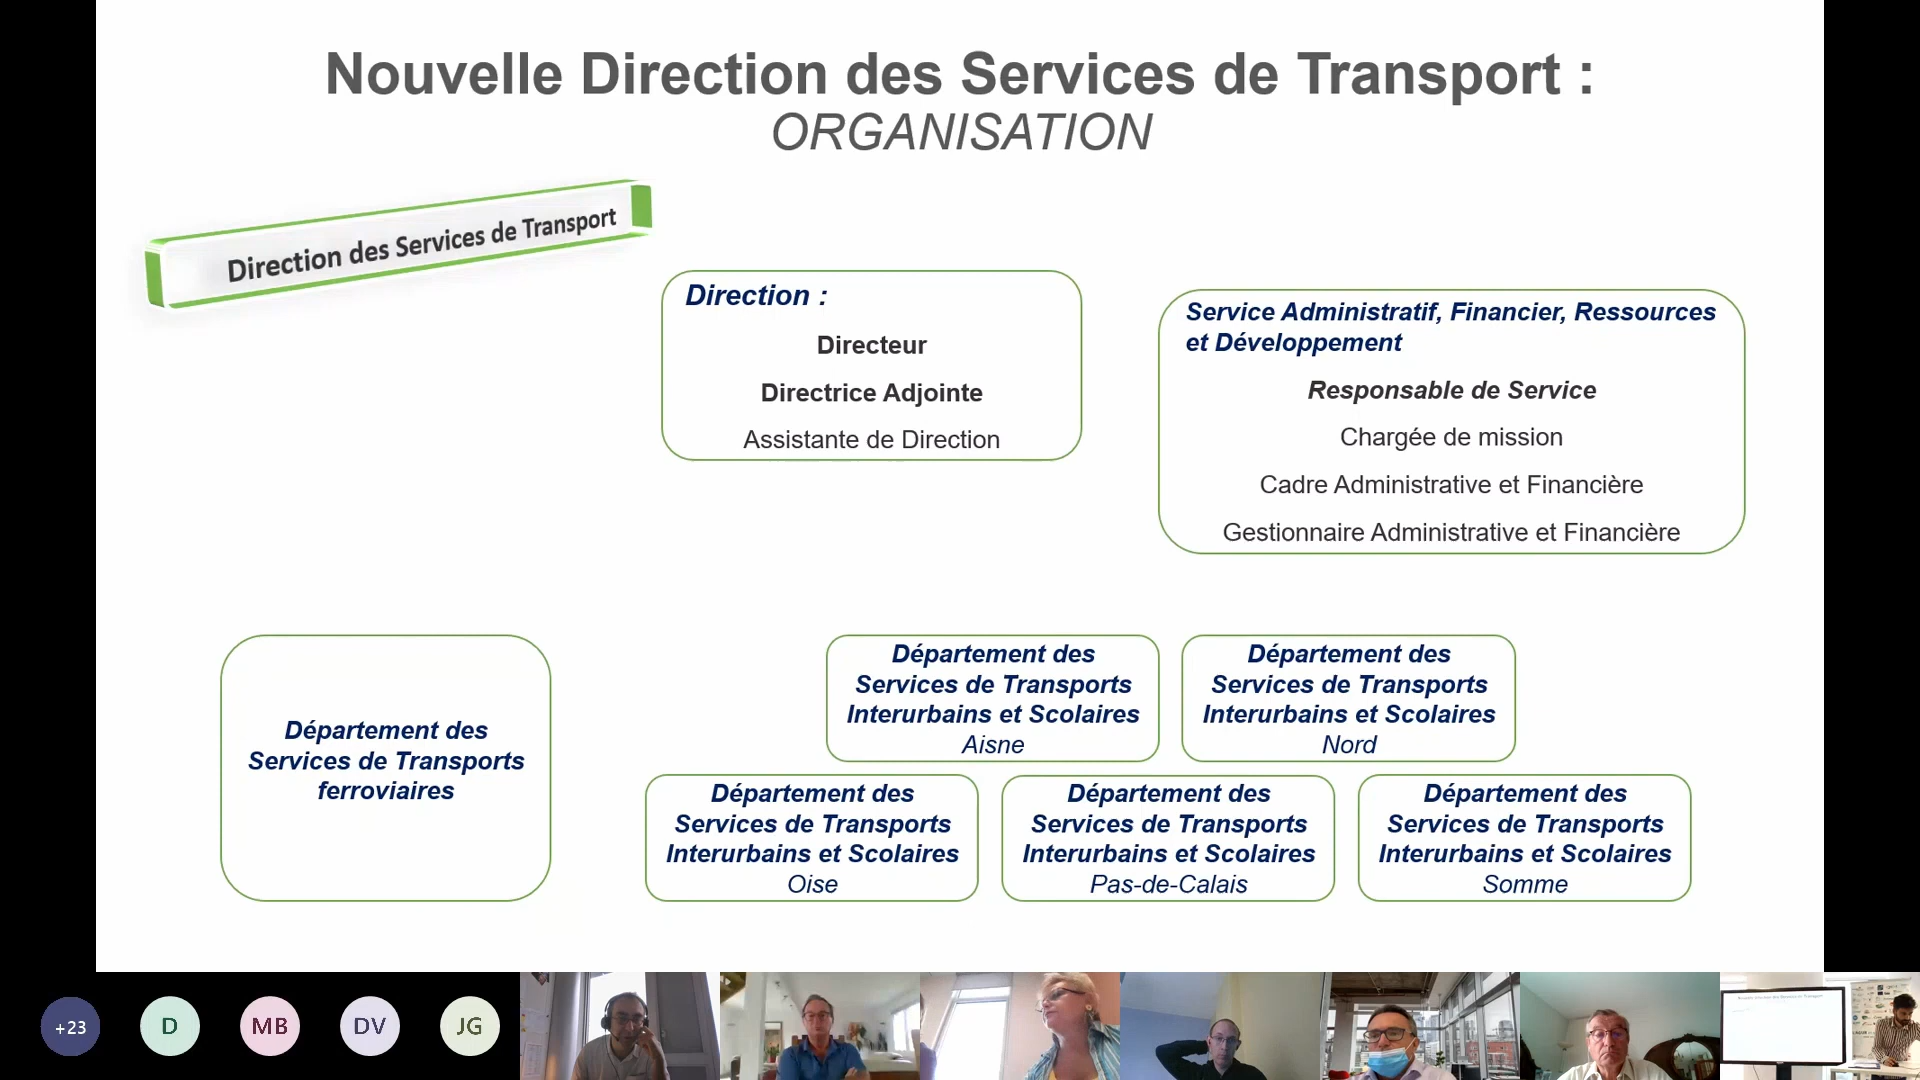 Nouvelle Direction des Services de Transport :
ORGANISATION
Direction des Services de Transport
Direction :
Directeur
Directrice Adjointe
Assistante de Direction
Service Administratif, Financier, Ressources
et Développement
Responsable de Service
Chargée de mission
Cadre Administrative et Financière
Gestionnaire Administrative et Financière
Département des
Services de Transports
ferroviaires
Département des
Services de Transports
Interurbains et Scolaires
Aisne
Département des
Services de Transports
Interurbains et Scolaires
Nord
Département des
Services de Transports
Interurbains et Scolaires
Oise
Département des
Services de Transports
Interurbains et Scolaires
Pas-de-Calais
Département des
Services de Transports
Interurbains et Scolaires
Somme
+23
D
MB
DV
JG